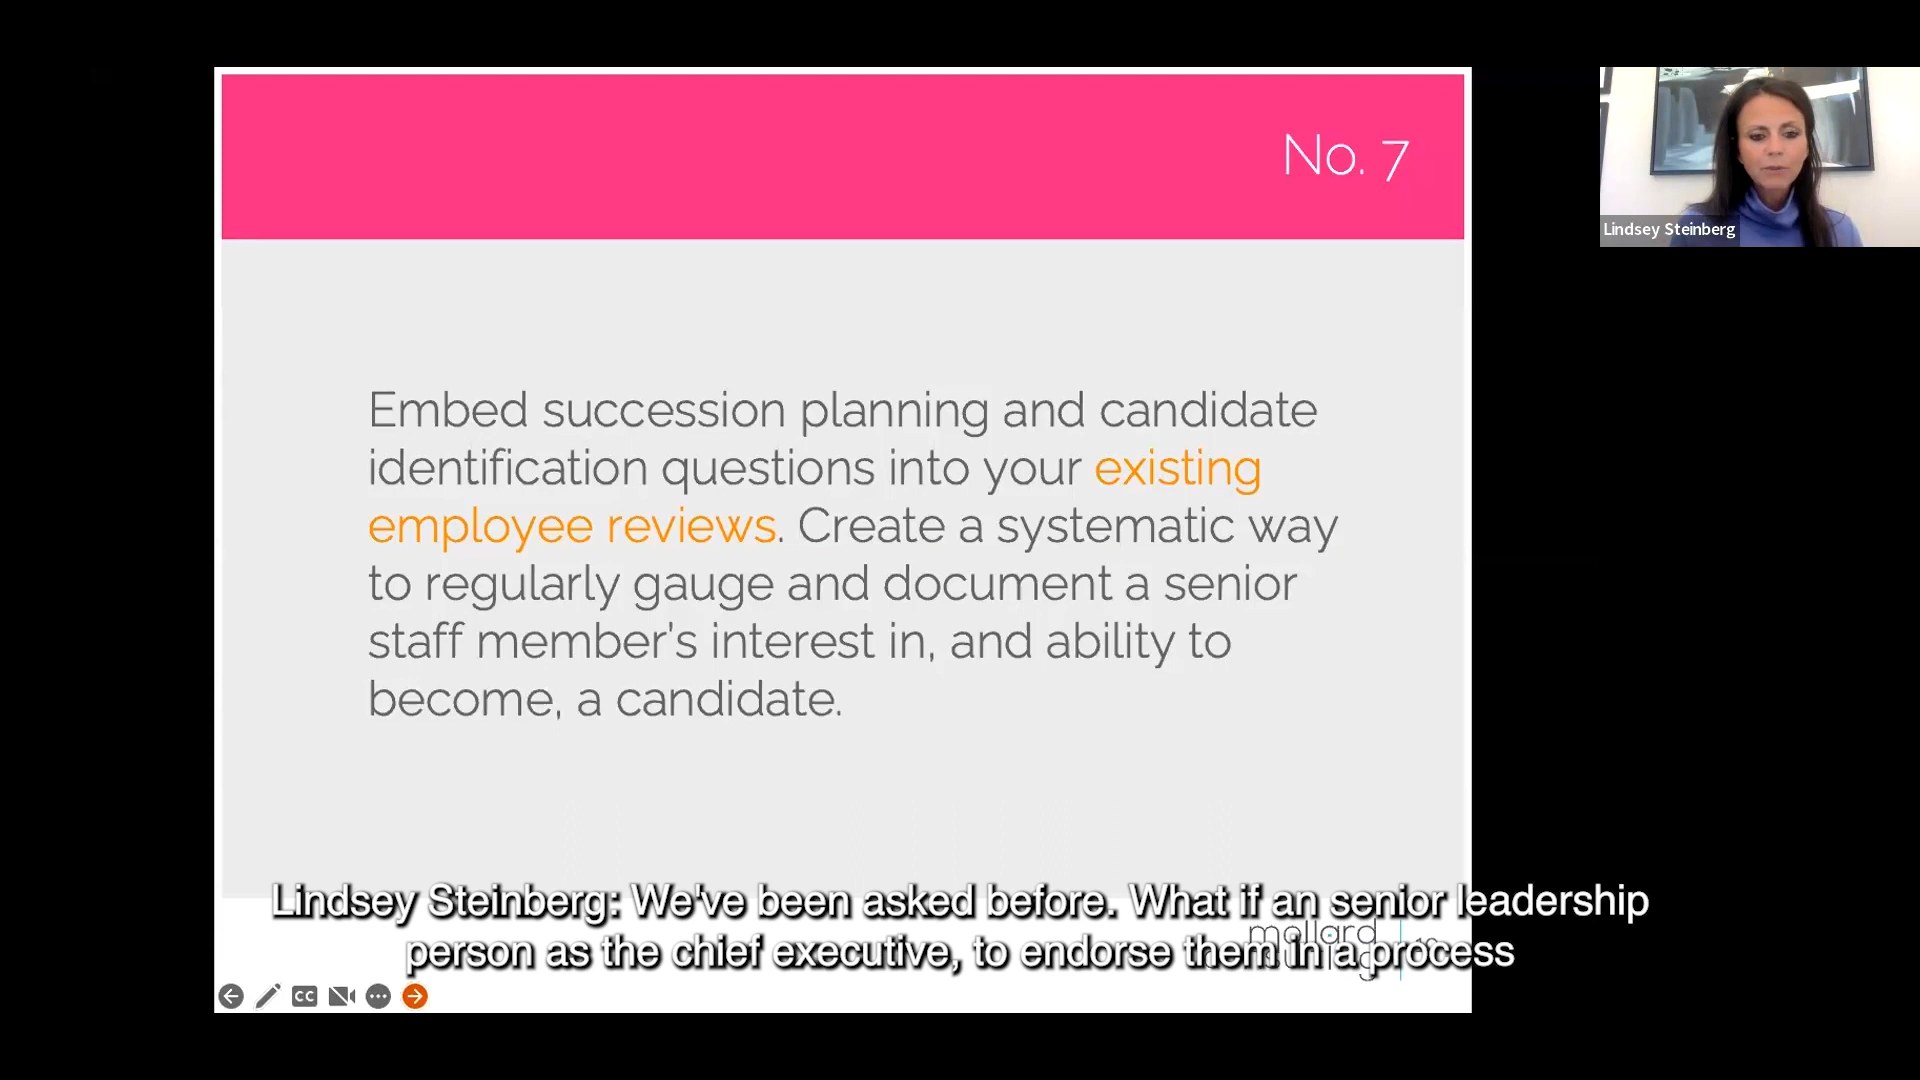 No. 7
Lindsey Steinberg
Embed succession planning and candidate
identification questions into your existing
employee reviews. Create a systematic way
to regularly gauge and document a senior
staff member's interest in, and ability to
become, a candidate.
Lindsey Steinberg: We've been asked before. What if an senior leadership
person as the chief executive, to endorse them in a process
mollard
CC